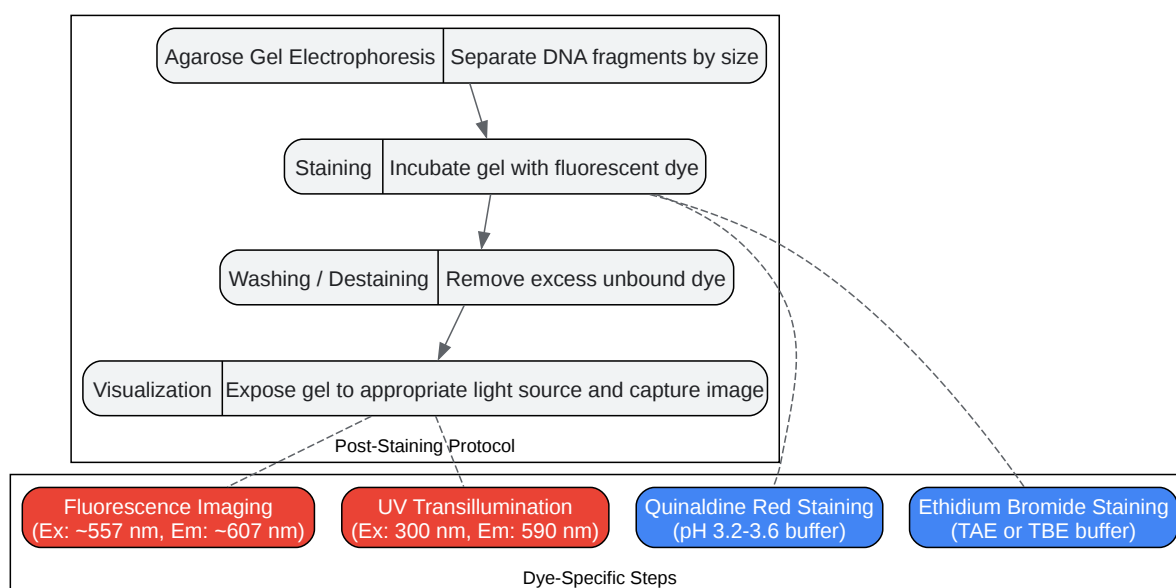 Agarose Gel Electrophoresis Separate DNA fragments by size
Staining Incubate gel with fluorescent dye
Washing / Destaining Remove excess unbound dye
Visualization Expose gel to appropriate light source and capture image
Post-Staining Protocol
Fluorescence Imaging
(Ex: ~557 nm, Em: ~607 nm)
UV Transillumination
(Ex: 300 nm, Em: 590 nm)
Quinaldine Red Staining
(pH 3.2-3.6 buffer)
Ethidium Bromide Staining
(TAE or TBE buffer)
Dye-Specific Steps